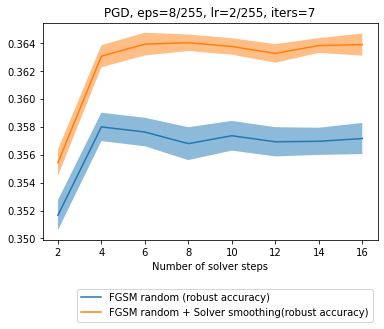 PGD, eps=8/255, lr=2/255, iters=7
0.364
0.362
0.360
0.358
0.356
0.354
0.352
0.350
2 4 6 8 10 12 14 16
Number of solver steps
FGSM random (robust accuracy)
FGSM random + Solver smoothing(robust accuracy)